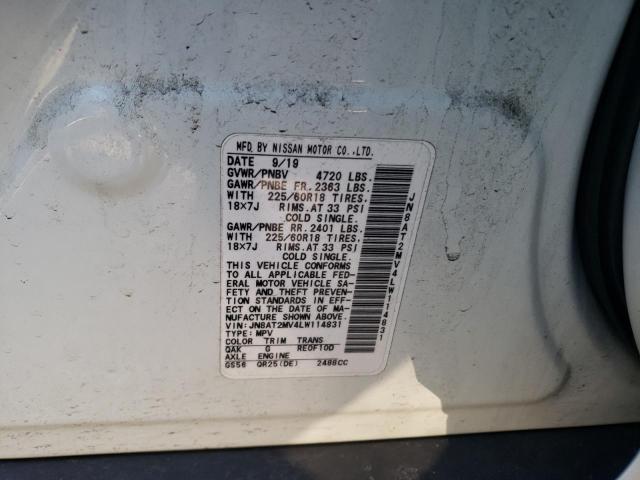 MFD. BY NISSAN MOTOR CO.,LTD.
DATE 9/19
GVWR/PNBV 4720 LBS.
GAWR/PNBE FR. 2363 LBS.
WITH 225/60R18 TIRES,
18×7J RIMS.AT 33 PSI
COLD SINGLE.
GAWR/PNBE RR. 2401 LBS.
WITH 225/60R18 TIRES,
18×7J RIMS.AT 33 PSI
COLD SINGLE.
THIS VEHICLE CONFORMS
TO ALL APPLICABLE FED-
ERAL MOTOR VEHICLE SA-
FETY AND THEFT PREVEN-
TION STANDARDS IN EFF-
ECT ON THE DATE OF MA-
NUFACTURE SHOWN ABOVE.
VIN: JN8AT2MV4LW114831
TYPE: MPV
COLOR TRIM TRANS
QAK G RE0F10D
AXLE ENGINE
GS56 QR25(DE) 2488CC
JN8AT2MV4LW114831